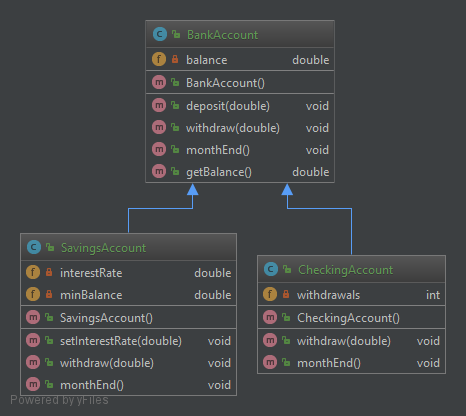 BankAccount
balance double
BankAccount()
deposit(double) void
withdraw(double) void
monthEnd() void
getBalance() double
SavingsAccount
interestRate double
minBalance double
SavingsAccount()
setInterestRate(double) void
withdraw(double) void
monthEnd() void
CheckingAccount
withdrawals int
CheckingAccount()
withdraw(double) void
monthEnd() void
Powered by yFiles